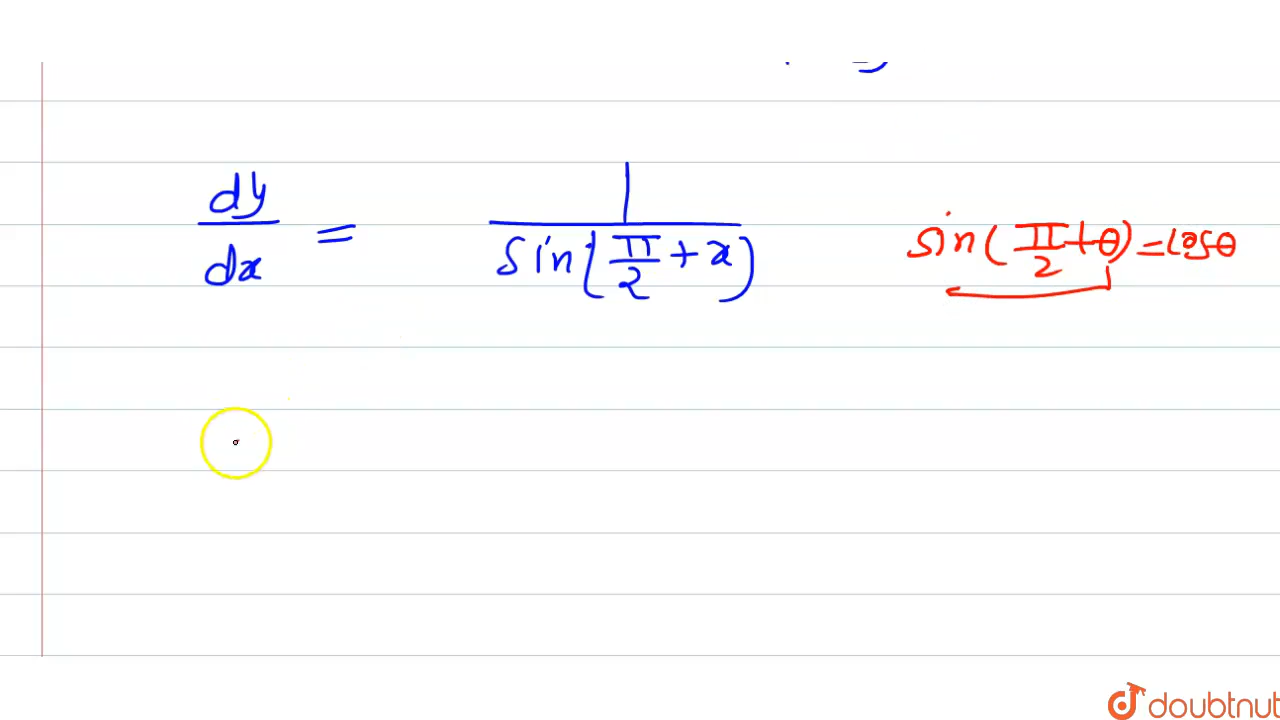 dy/dx = 1/sin(π/2 + x)
sin(π/2 + θ) = cosθ
doubtnut